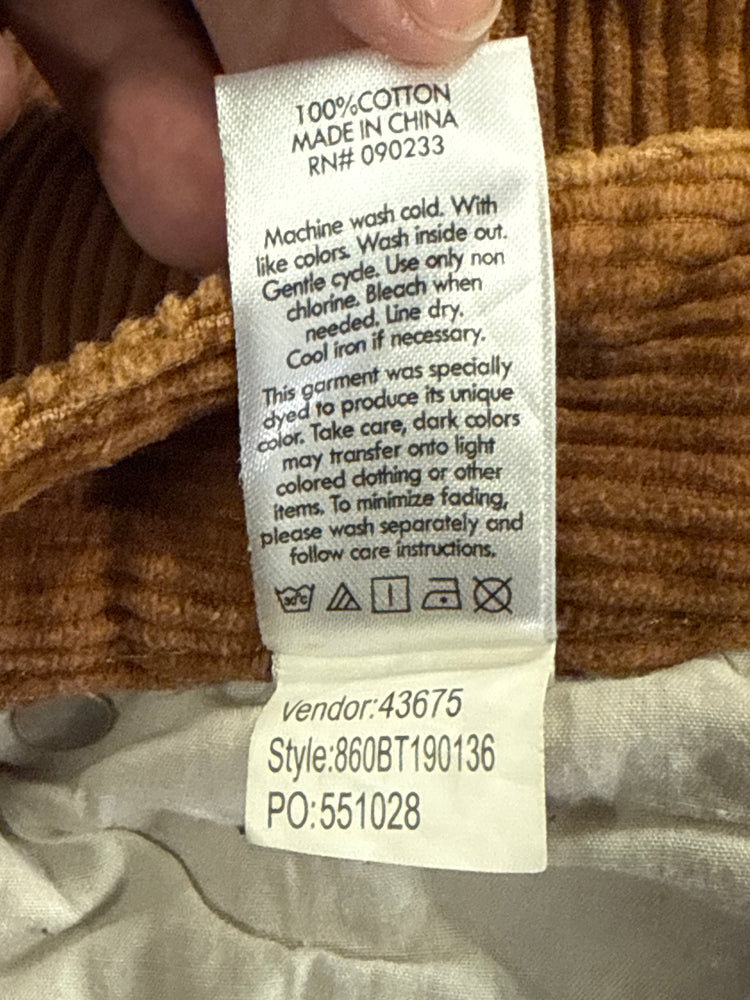 100%COTTON
MADE IN CHINA
RN# 090233
Machine wash cold. With
like colors. Wash inside out.
Gentle cycle. Use only non
chlorine. Bleach when
needed. Line dry.
Cool iron if necessary.
This garment was specially
dyed to produce its unique
color. Take care, dark colors
may transfer onto light
colored clothing or other
items. To minimize fading,
please wash separately and
follow care instructions.
30°C
vendor:43675
Style:860BT190136
PO:551028